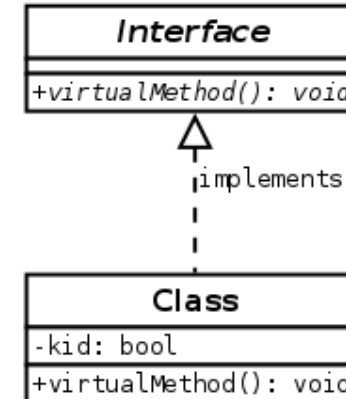 Interface
+virtualMethod(): void
implements
Class
-kid: bool
+virtualMethod(): void